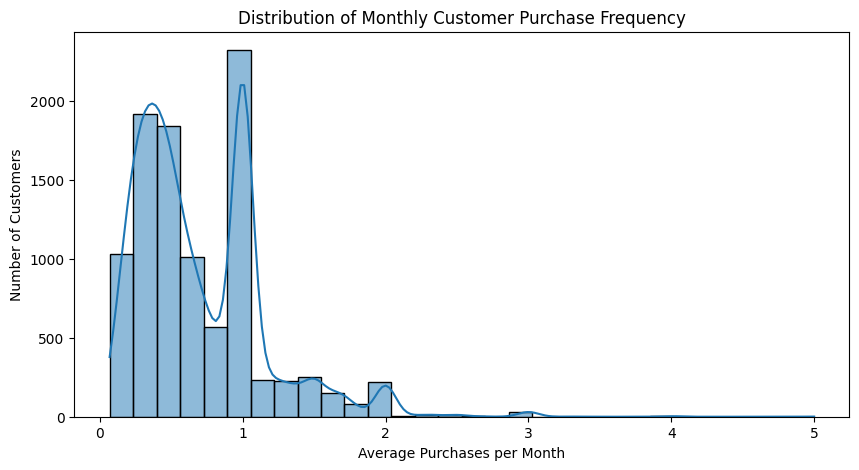 Distribution of Monthly Customer Purchase Frequency
Number of Customers
2000
1500
1000
500
0
0 1 2 3 4 5
Average Purchases per Month